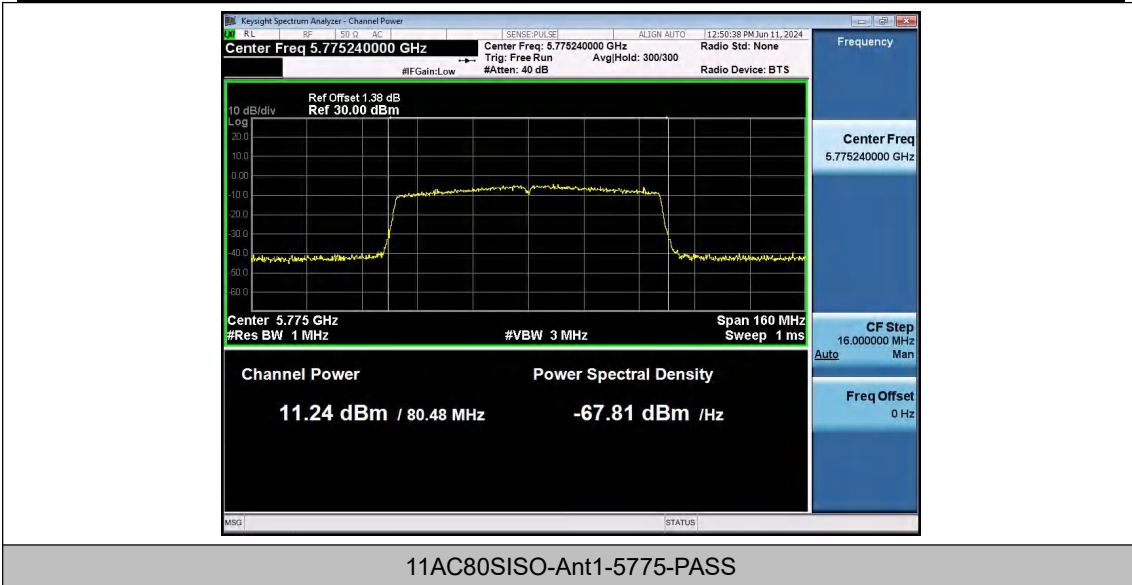 Keysight Spectrum Analyzer - Channel Power
RL RF 50 Ω AC SENSE:PULSE ALIGN AUTO 12:50:38 PM Jun 11, 2024
Center Freq 5.775240000 GHz
Center Freq: 5.775240000 GHz
Radio Std: None
Trig: Free Run Avg|Hold: 300/300
#IFGain:Low #Atten: 40 dB Radio Device: BTS
Ref Offset 1.38 dB
10 dB/div Ref 30.00 dBm
Log
20.0
10.0
0.00
-10.0
-20.0
-30.0
-40.0
-50.0
-60.0
Center 5.775 GHz Span 160 MHz
#Res BW 1 MHz #VBW 3 MHz Sweep 1 ms
Channel Power Power Spectral Density
11.24 dBm / 80.48 MHz -67.81 dBm /Hz
MSG STATUS
Frequency
Center Freq
5.775240000 GHz
CF Step
16.000000 MHz
Auto Man
Freq Offset
0 Hz
11AC80SISO-Ant1-5775-PASS